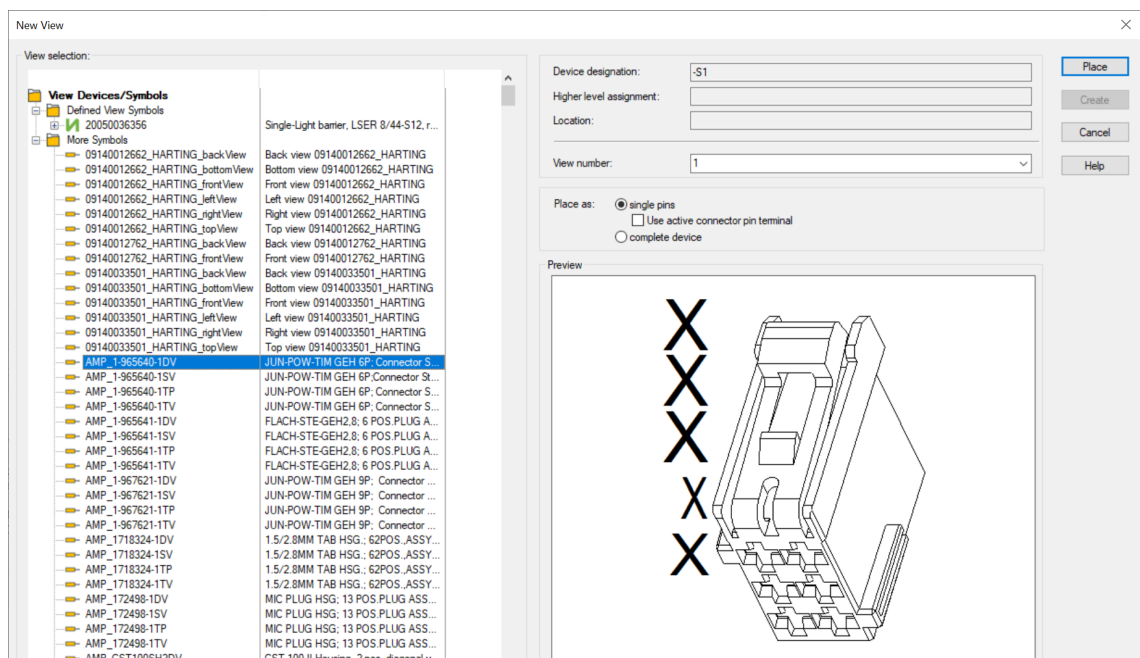 New View
View selection:
View Devices/Symbols
Defined View Symbols
20050036356 Single-Light barrier, LSER 8/44-S12, r...
More Symbols
09140012662_HARTING_backView Back view 09140012662_HARTING
09140012662_HARTING_bottomView Bottom view 09140012662_HARTING
09140012662_HARTING_frontView Front view 09140012662_HARTING
09140012662_HARTING_leftView Left view 09140012662_HARTING
09140012662_HARTING_rightView Right view 09140012662_HARTING
09140012662_HARTING_topView Top view 09140012662_HARTING
09140012762_HARTING_backView Back view 09140012762_HARTING
09140012762_HARTING_frontView Front view 09140012762_HARTING
09140033501_HARTING_backView Back view 09140033501_HARTING
09140033501_HARTING_bottomView Bottom view 09140033501_HARTING
09140033501_HARTING_frontView Front view 09140033501_HARTING
09140033501_HARTING_leftView Left view 09140033501_HARTING
09140033501_HARTING_rightView Right view 09140033501_HARTING
09140033501_HARTING_topView Top view 09140033501_HARTING
AMP_1-965640-1DV JUN-POW-TIM GEH 6P; Connector S...
AMP_1-965640-1SV JUN-POW-TIM GEH 6P;Connector St...
AMP_1-965640-1TP JUN-POW-TIM GEH 6P; Connector S...
AMP_1-965640-1TV JUN-POW-TIM GEH 6P; Connector S...
AMP_1-965641-1DV FLACH-STE-GEH2,8; 6 POS.PLUG A...
AMP_1-965641-1SV FLACH-STE-GEH2,8; 6 POS.PLUG A...
AMP_1-965641-1TP FLACH-STE-GEH2,8; 6 POS.PLUG A...
AMP_1-965641-1TV FLACH-STE-GEH2,8; 6 POS.PLUG A...
AMP_1-967621-1DV JUN-POW-TIM GEH 9P; Connector ...
AMP_1-967621-1SV JUN-POW-TIM GEH 9P; Connector ...
AMP_1-967621-1TP JUN-POW-TIM GEH 9P; Connector ...
AMP_1-967621-1TV JUN-POW-TIM GEH 9P; Connector ...
AMP_1718324-1DV 1.5/2.8MM TAB HSG.; 62POS.,ASSY...
AMP_1718324-1SV 1.5/2.8MM TAB HSG.; 62POS.,ASSY...
AMP_1718324-1TP 1.5/2.8MM TAB HSG.; 62POS.,ASSY...
AMP_1718324-1TV 1.5/2.8MM TAB HSG.; 62POS.,ASSY...
AMP_172498-1DV MIC PLUG HSG; 13 POS.PLUG ASS...
AMP_172498-1SV MIC PLUG HSG; 13 POS.PLUG ASS...
AMP_172498-1TP MIC PLUG HSG; 13 POS.PLUG ASS...
AMP_172498-1TV MIC PLUG HSG; 13 POS.PLUG ASS...
Device designation: -S1
Higher level assignment:
Location:
View number: 1
Place as: single pins
Use active connector pin terminal
complete device
Preview
X
X
X
X
X
Place
Create
Cancel
Help